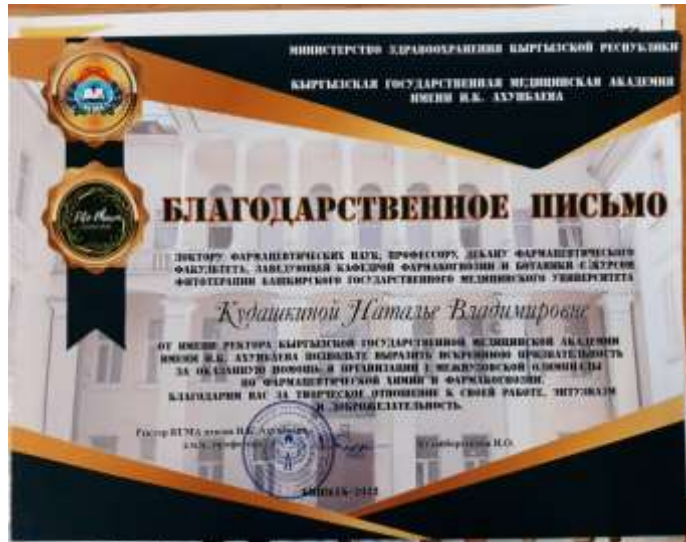 МИНИСТЕРСТВО ЗДРАВООХРАНЕНИЯ КЫРГЫЗСКОЙ РЕСПУБЛИКИ
КЫРГЫЗСКАЯ ГОСУДАРСТВЕННАЯ МЕДИЦИНСКАЯ АКАДЕМИЯ
ИМЕНИ И.К. АХУНБАЕВА
БЛАГОДАРСТВЕННОЕ ПИСЬМО
ДОКТОРУ ФАРМАЦЕВТИЧЕСКИХ НАУК, ПРОФЕССОРУ, ДЕКАНУ ФАРМАЦЕВТИЧЕСКОГО
ФАКУЛЬТЕТА, ЗАВЕДУЮЩЕЙ КАФЕДРОЙ ФАРМАКОГНОЗИИ И БОТАНИКИ С КУРСОМ
ФИТОТЕРАПИИ БАШКИРСКОГО ГОСУДАРСТВЕННОГО МЕДИЦИНСКОГО УНИВЕРСИТЕТА
Кудашкиной Наталье Владимировне
ОТ ИМЕНИ РЕКТОРА КЫРГЫЗСКОЙ ГОСУДАРСТВЕННОЙ МЕДИЦИНСКОЙ АКАДЕМИИ
ИМЕНИ И.К. АХУНБАЕВА ПОЗВОЛЬТЕ ВЫРАЗИТЬ ИСКРЕННЮЮ ПРИЗНАТЕЛЬНОСТЬ
ЗА ОКАЗАННУЮ ПОМОЩЬ В ОРГАНИЗАЦИИ I МЕЖВУЗОВСКОЙ ОЛИМПИАДЫ
ПО ФАРМАЦЕВТИЧЕСКОЙ ХИМИИ И ФАРМАКОГНОЗИИ.
БЛАГОДАРИМ ВАС ЗА ТВОРЧЕСКОЕ ОТНОШЕНИЕ К СВОЕЙ РАБОТЕ, ЭНТУЗИАЗМ
И ДОБРОЖЕЛАТЕЛЬНОСТЬ.
Ректор КГМА имени И.К. Ахунбаева
д.м.н., профессор И.О.
БИШКЕК-2022